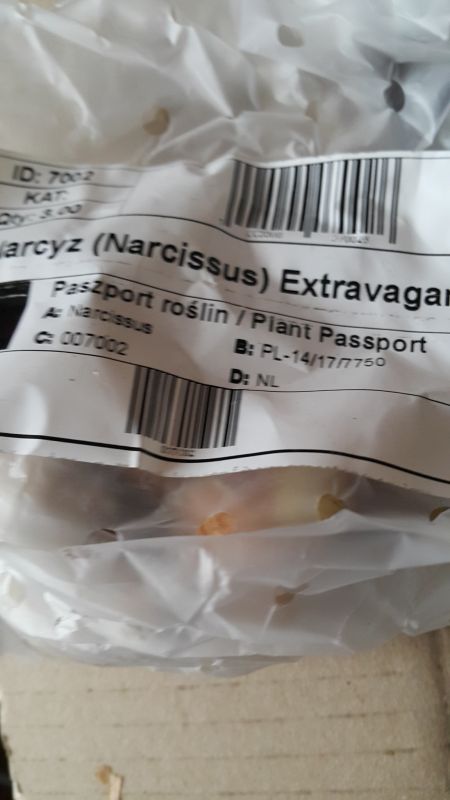 ID: 7002
KAT:
Qty: 3.00
Narcyz (Narcissus) Extravagan
Paszport roślin / Plant Passport
A: Narcissus
B: PL-14/17/7750
C: 007002
D: NL